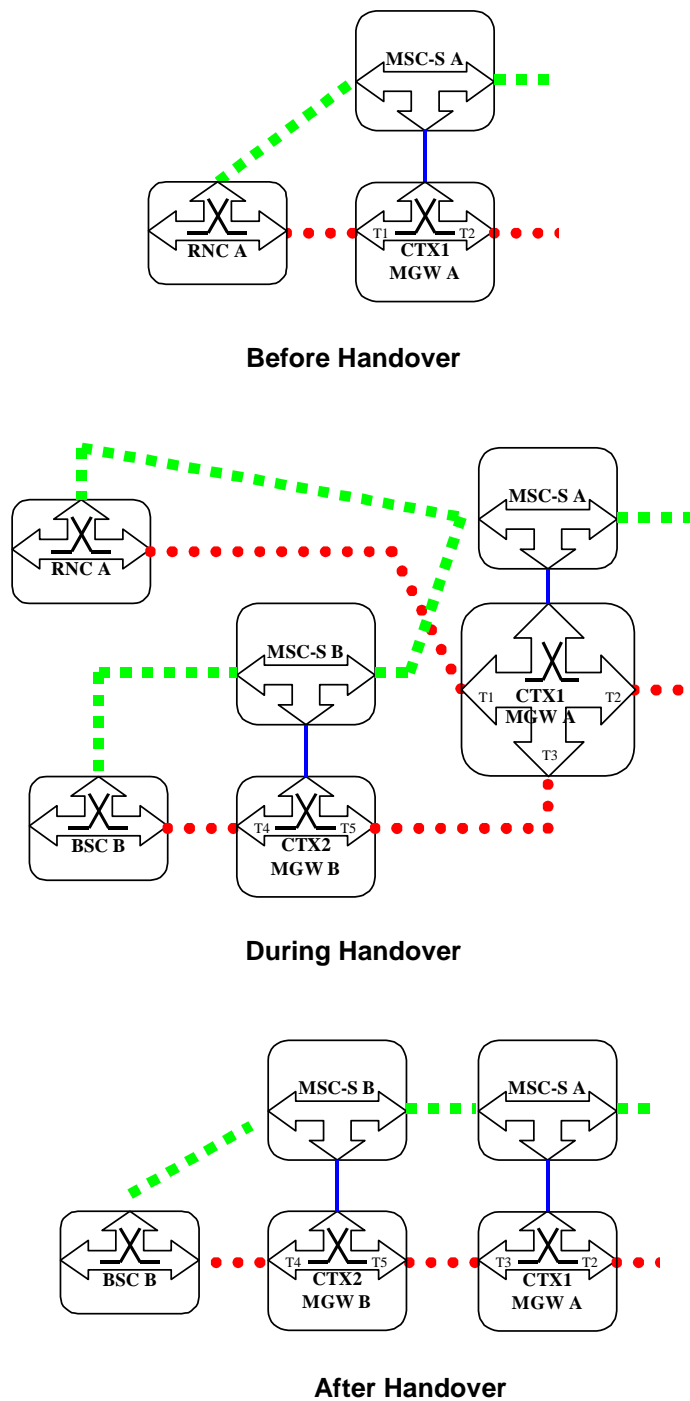 MSC-S A
RNC A
T1
T2
CTX1
MGW A
Before Handover
MSC-S A
RNC A
MSC-S B
T1
CTX1
T2
MGW A
T3
BSC B
T4
T5
CTX2
MGW B
During Handover
MSC-S B
MSC-S A
BSC B
T4
T5
CTX2
MGW B
T3
T2
CTX1
MGW A
After Handover